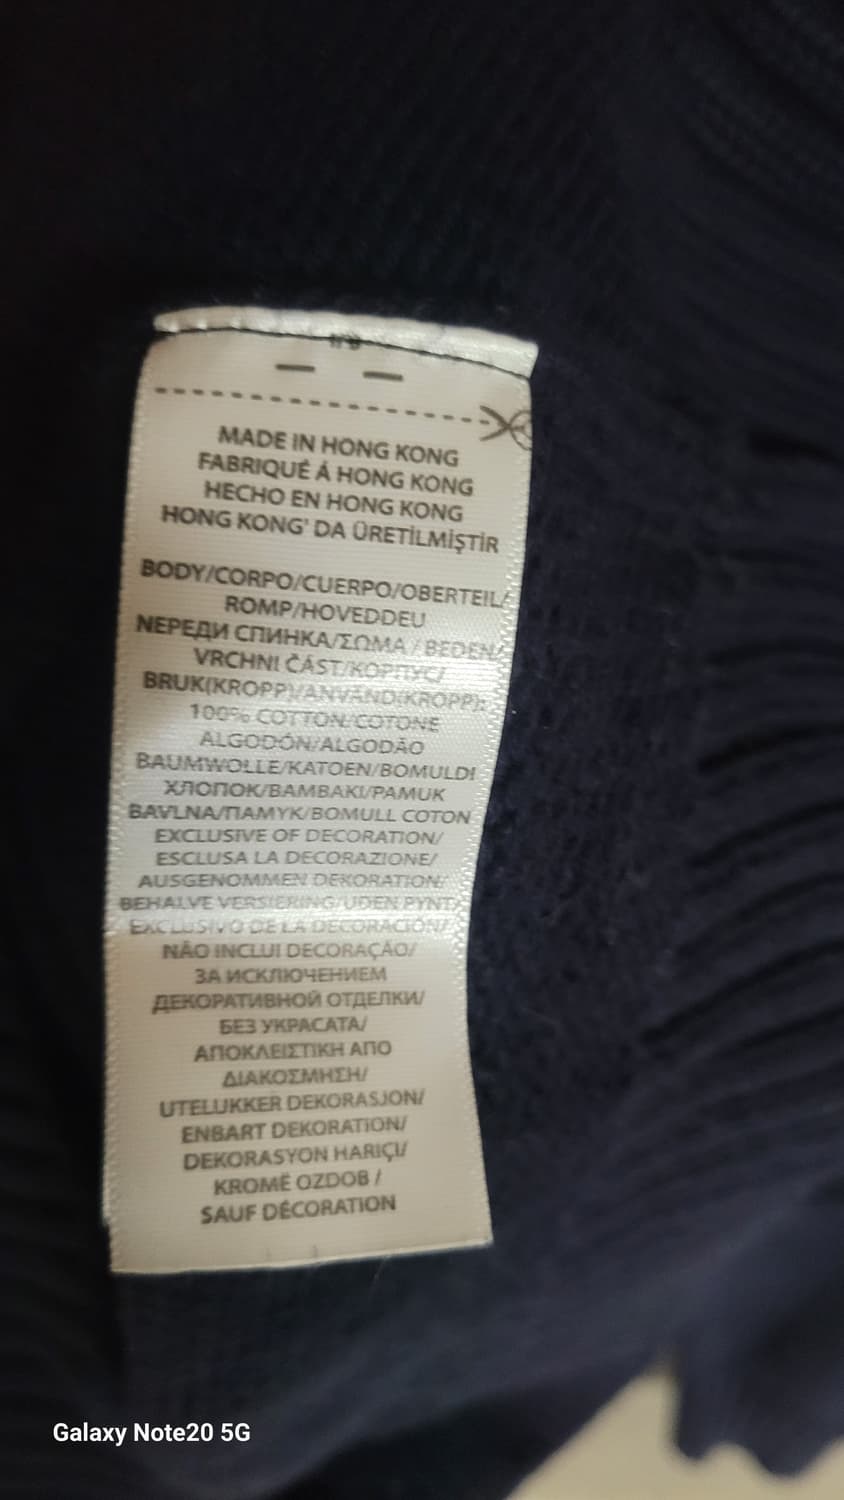 MADE IN HONG KONG
FABRIQUÉ Á HONG KONG
HECHO EN HONG KONG
HONG KONG' DA ÜRETİLMİŞTİR
BODY/CORPO/CUERPO/OBERTEIL/
ROMP/HOVEDDEU
NЕРЕДИ СПИНКА/ΣΩΜΑ / BEDEN/
VRCHNI ČÁST/КОРПУС/
BRUK(KROPP)/ANVÄND(KROPP):
100% COTTON/COTONE
ALGODÓN/ALGODÃO
BAUMWOLLE/KATOEN/BOMULDI
ХЛОПОК/BAMBAKI/PAMUK
BAVLNA/ПАМУК/BOMULL COTON
EXCLUSIVE OF DECORATION/
ESCLUSA LA DECORAZIONE/
AUSGENOMMEN DEKORATION/
BEHALVE VERSIERING/UDEN PYNT/
EXCLUSIVO DE LA DECORACIÓN/
NÃO INCLUI DECORAÇÃO/
ЗА ИСКЛЮЧЕНИЕМ
ДЕКОРАТИВНОЙ ОТДЕЛКИ/
БЕЗ УКРАСАТА/
ΑΠΟΚΛΕΙΣΤΙΚΗ ΑΠΟ
ΔΙΑΚΟΣΜΗΣΗ/
UTELUKKER DEKORASJON/
ENBART DEKORATION/
DEKORASYON HARIÇI/
KROMĚ OZDOB /
SAUF DÉCORATION
Galaxy Note20 5G